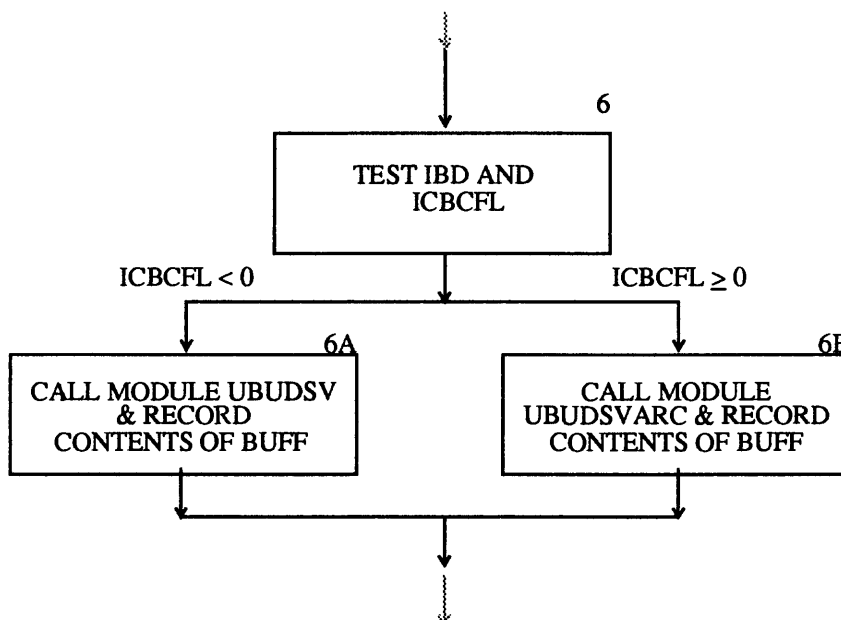 6
TEST IBD AND
ICBCFL
ICBCFL < 0
ICBCFL ≥ 0
6A
CALL MODULE UBUDSV
& RECORD
CONTENTS OF BUFF
CALL MODULE
UBUDSVARC & RECORD
CONTENTS OF BUFF